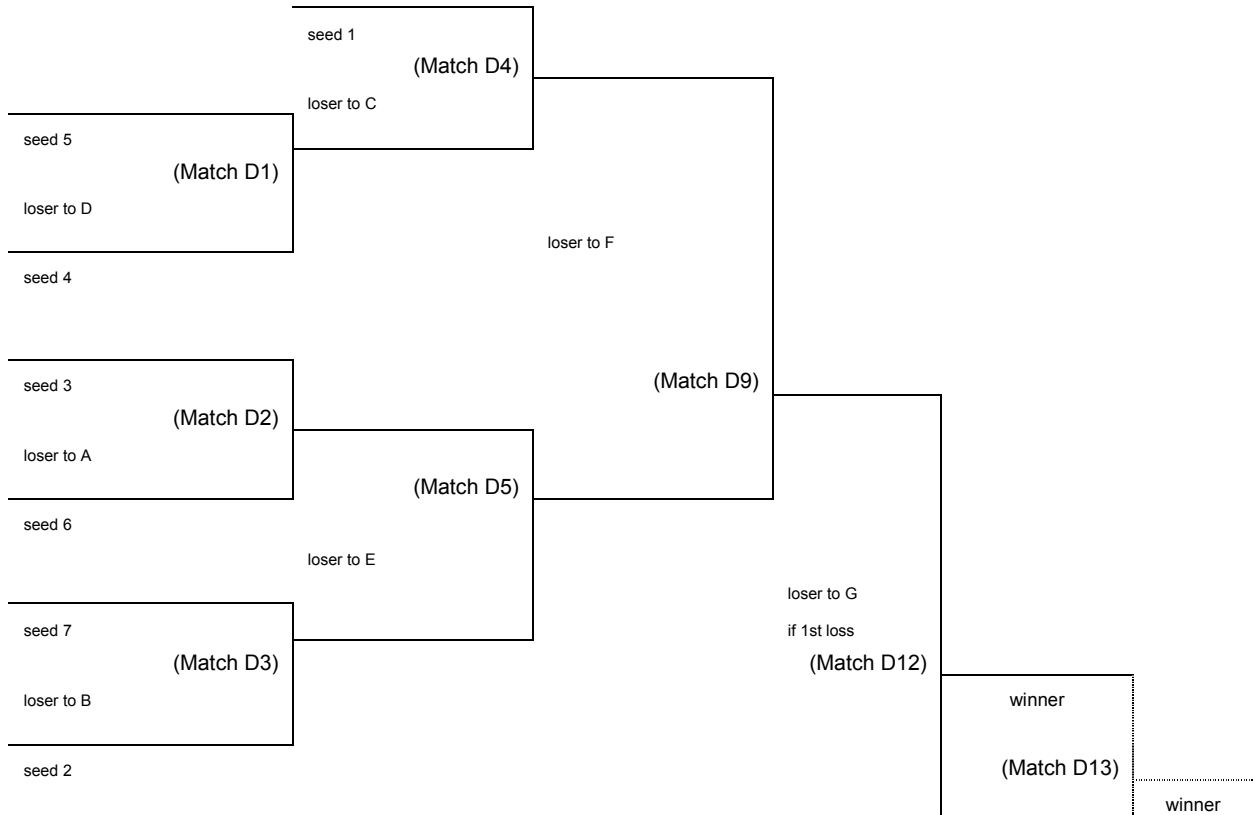 seed 1
(Match D4)
loser to C
seed 5
(Match D1)
loser to D
loser to F
seed 4
seed 3
(Match D9)
(Match D2)
loser to A
(Match D5)
seed 6
loser to E
loser to G
seed 7
if 1st loss
(Match D3)
(Match D12)
loser to B
winner
seed 2
(Match D13)
winner